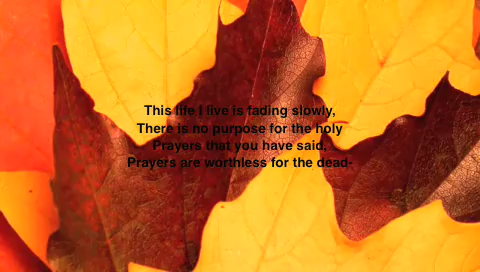 This life I live is fading slowly,
There is no purpose for the holy
Prayers that you have said,
Prayers are worthless for the dead-